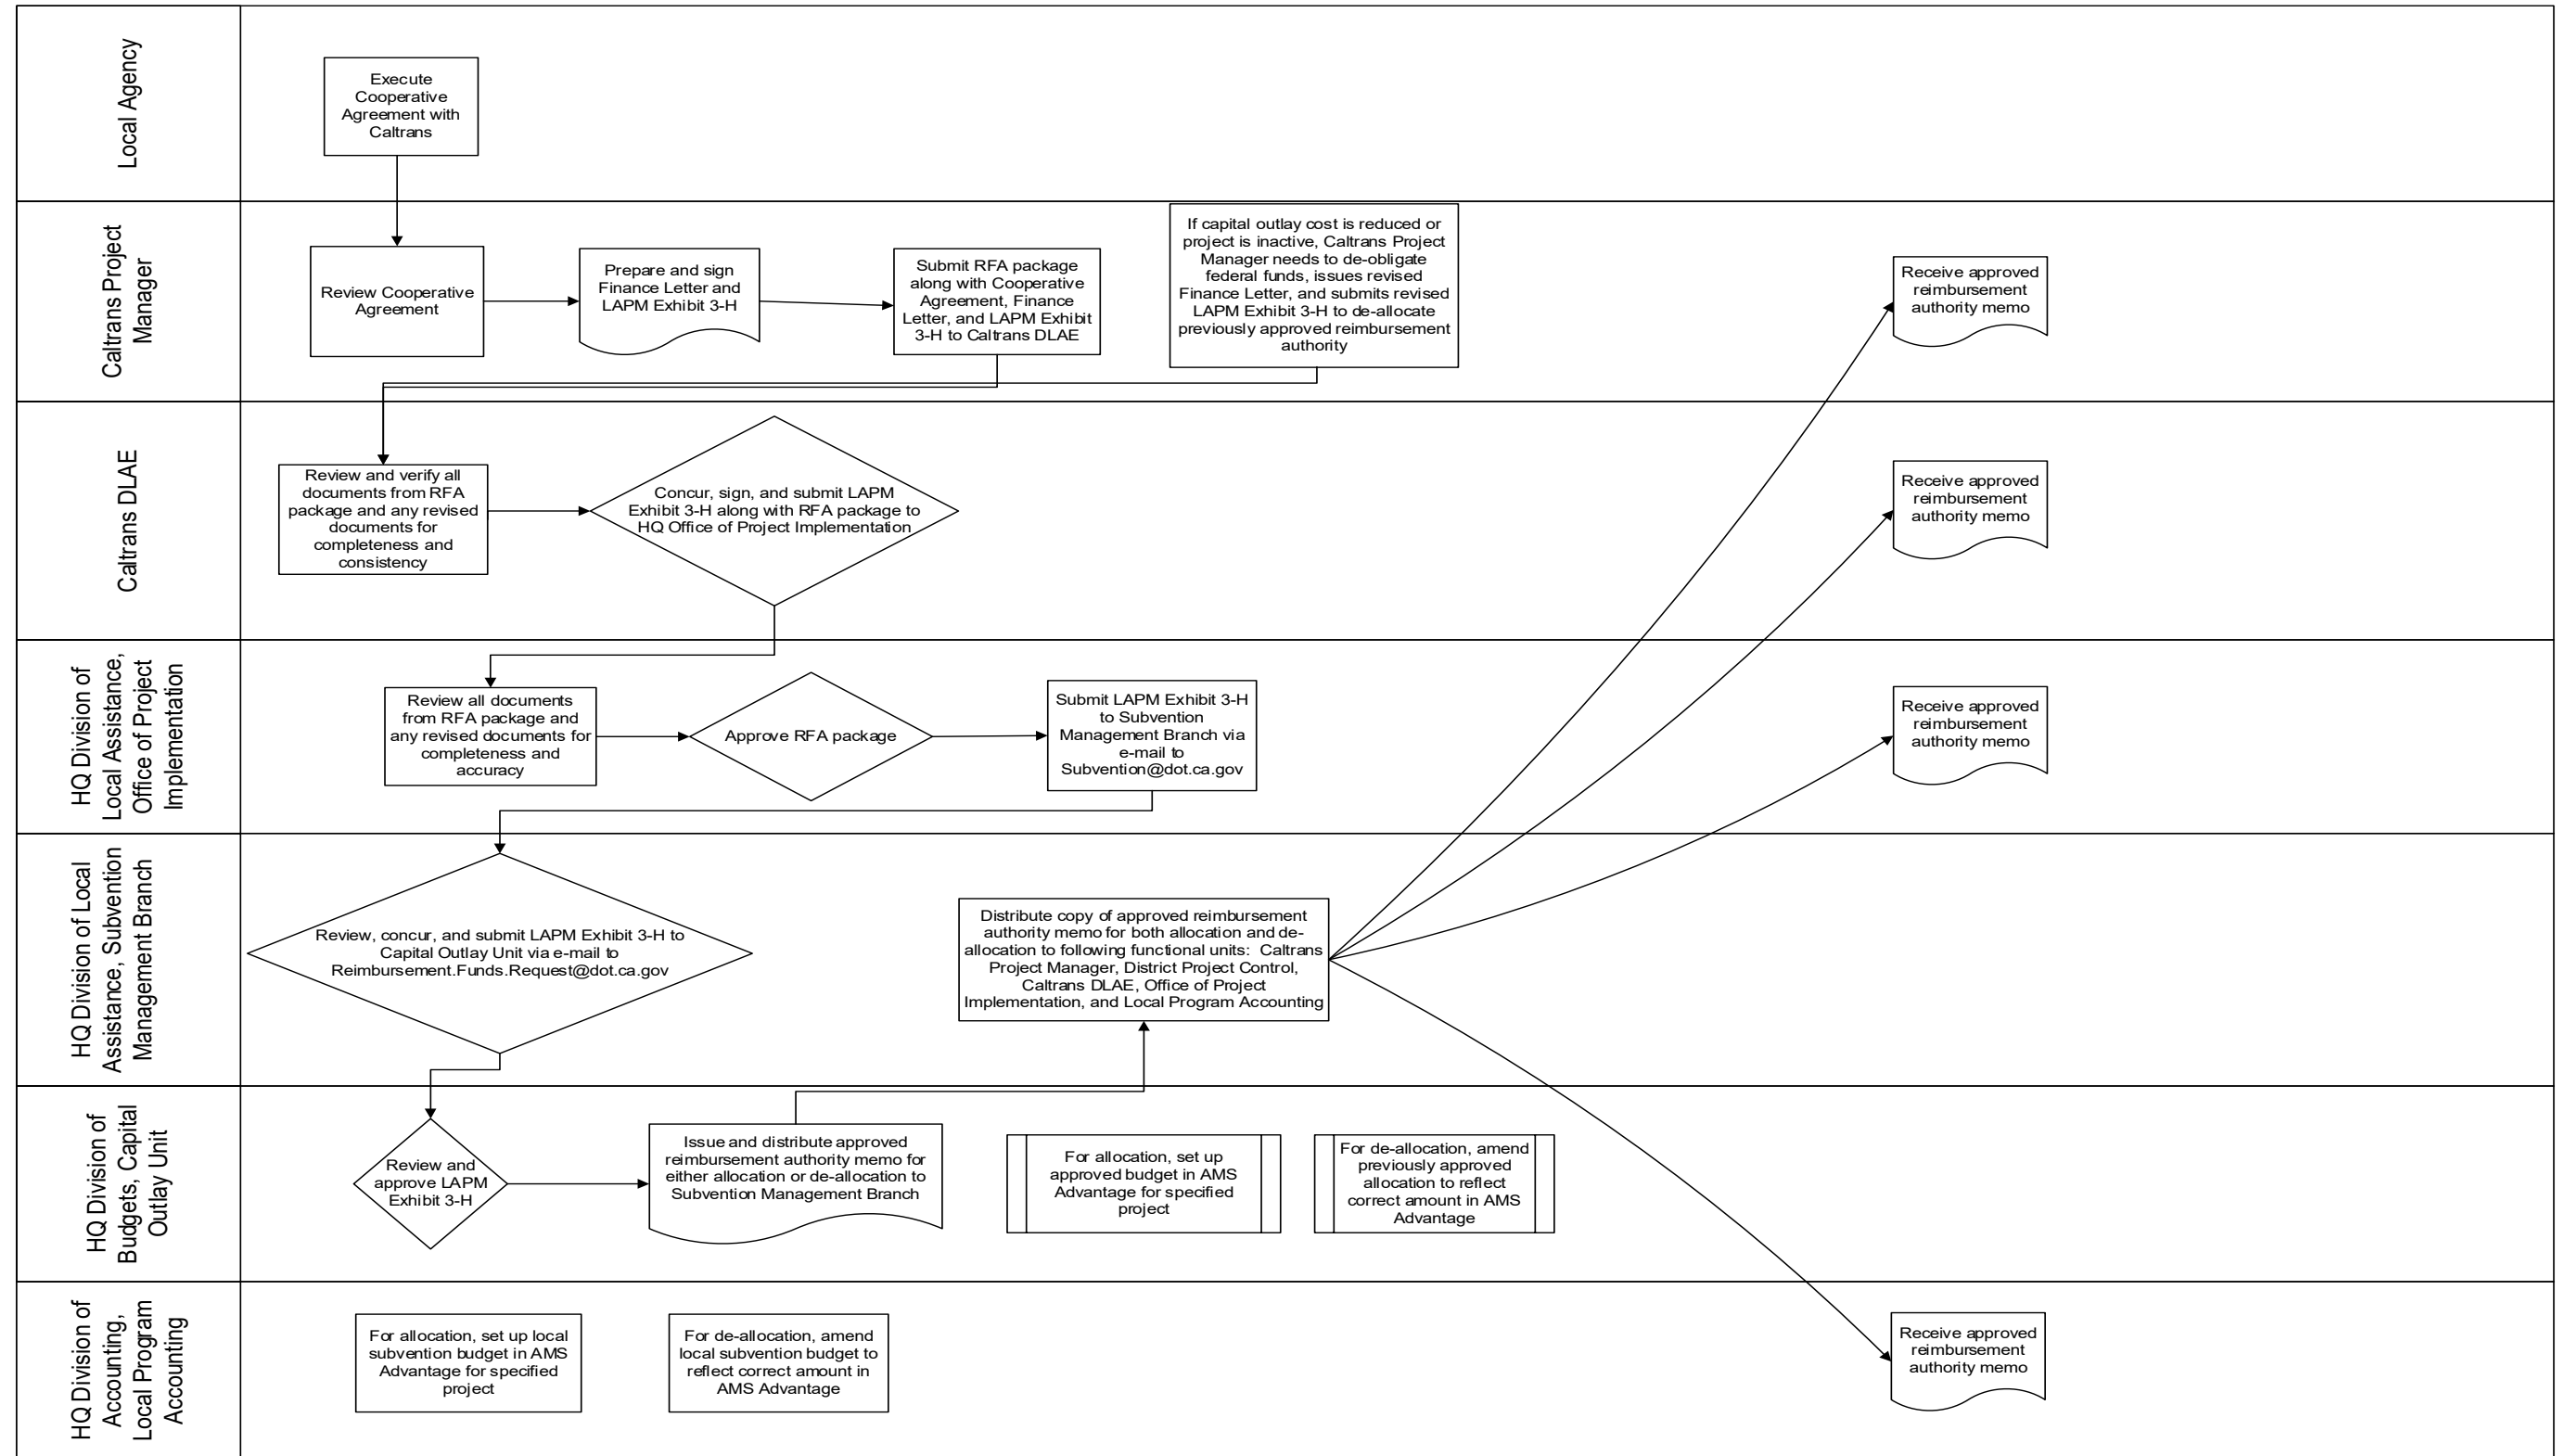 Local Agency
Execute
Cooperative
Agreement with
Caltrans
Caltrans Project
Manager
Review Cooperative
Agreement
Prepare and sign
Finance Letter and
LAPM Exhibit 3-H
Submit RFA package
along with Cooperative
Agreement, Finance
Letter, and LAPM Exhibit
3-H to Caltrans DLAE
If capital outlay cost is reduced or
project is inactive, Caltrans Project
Manager needs to de-obligate
federal funds, issues revised
Finance Letter, and submits revised
LAPM Exhibit 3-H to de-allocate
previously approved reimbursement
authority
Receive approved
reimbursement
authority memo
Caltrans DLAE
Review and verify all
documents from RFA
package and any revised
documents for
completeness and
consistency
Concur, sign, and submit LAPM
Exhibit 3-H along with RFA package to
HQ Office of Project Implementation
Receive approved
reimbursement
authority memo
HQ Division of
Local Assistance,
Office of Project
Implementation
Review all documents
from RFA package and
any revised documents for
completeness and
accuracy
Approve RFA package
Submit LAPM Exhibit 3-H
to Subvention
Management Branch via
e-mail to
Subvention@dot.ca.gov
Receive approved
reimbursement
authority memo
HQ Division of Local
Assistance, Subvention
Management Branch
Review, concur, and submit LAPM Exhibit 3-H to
Capital Outlay Unit via e-mail to
Reimbursement.Funds.Request@dot.ca.gov
Distribute copy of approved reimbursement
authority memo for both allocation and de-
allocation to following functional units:  Caltrans
Project Manager, District Project Control,
Caltrans DLAE, Office of Project
Implementation, and Local Program Accounting
HQ Division of
Budgets, Capital
Outlay Unit
Review and
approve LAPM
Exhibit 3-H
Issue and distribute approved
reimbursement authority memo for
either allocation or de-allocation to
Subvention Management Branch
For allocation, set up
approved budget in AMS
Advantage for specified
project
For de-allocation, amend
previously approved
allocation to reflect
correct amount in AMS
Advantage
HQ Division of
Accounting,
Local Program
Accounting
For allocation, set up local
subvention budget in AMS
Advantage for specified
project
For de-allocation, amend
local subvention budget to
reflect correct amount in
AMS Advantage
Receive approved
reimbursement
authority memo